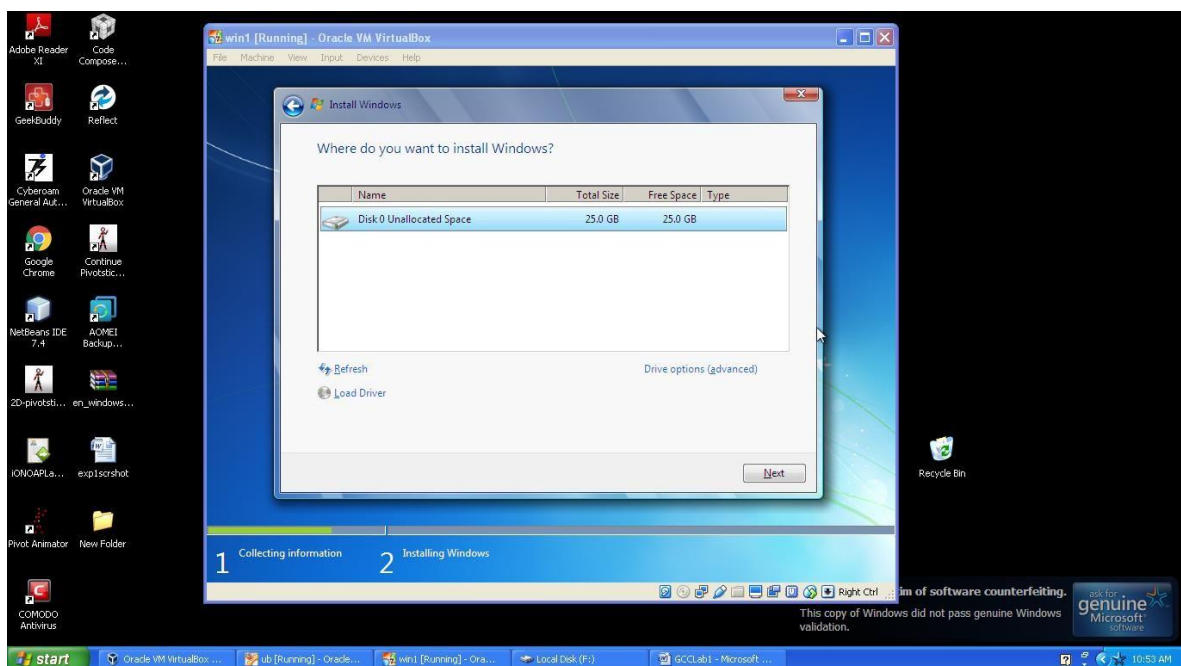 Adobe Reader
XI
Code
Compose...
GeekBuddy
Reflect
Cyberoam
General Aut...
Oracle VM
VirtualBox
Google
Chrome
Continue
Pivotstic...
NetBeans IDE
7.4
AOMEI
Backup...
2D-pivotsti...
en_windows...
iONOAPLa...
exp1scrshot
Pivot Animator
New Folder
COMODO
Antivirus
win1 [Running] - Oracle VM VirtualBox
File Machine View Input Devices Help
Install Windows
Where do you want to install Windows?
Name Total Size Free Space Type
Disk 0 Unallocated Space 25.0 GB 25.0 GB
Refresh Drive options (advanced)
Load Driver
Next
1 Collecting information 2 Installing Windows
Right Ctrl
Recycle Bin
im of software counterfeiting.
This copy of Windows did not pass genuine Windows
validation.
ask for
genuine
Microsoft
software
start Oracle VM VirtualBox ... ub [Running] - Oracle... win1 [Running] - Ora... Local Disk (F:) GCCLab1 - Microsoft ... 10:53 AM